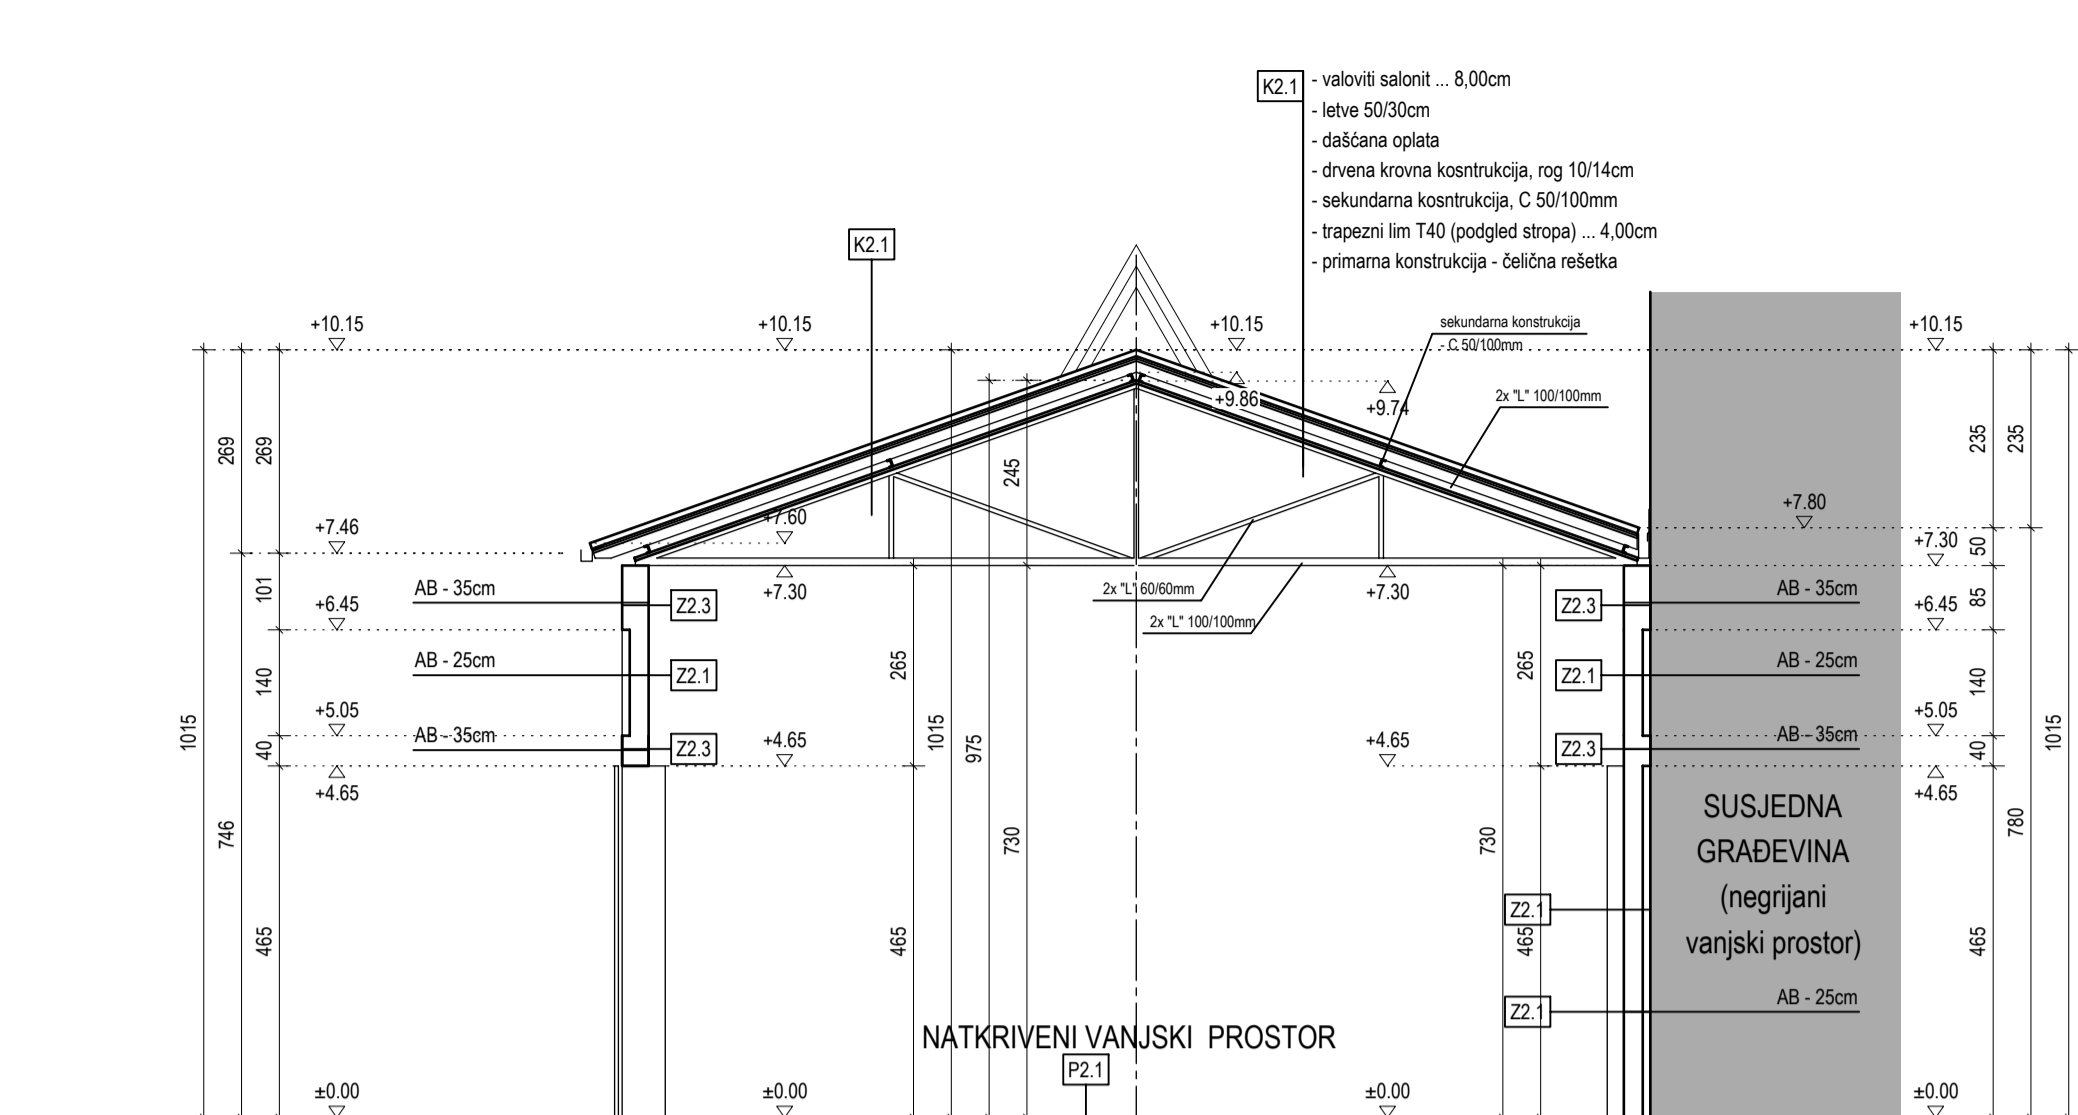 K2.1
- valoviti salonit ... 8,00cm
- letve 50/30cm
- dašćana oplata
- drvena krovna kosntrukcija, rog 10/14cm
- sekundarna kosntrukcija, C 50/100mm
- trapezni lim T40 (podgled stropa) ... 4,00cm
- primarna konstrukcija - čelična rešetka
K2.1
+10.15
+10.15
+10.15
+10.15
sekundarna konstrukcija
- C 50/100mm
2x "L" 100/100mm
+9.86
+9.74
269
269
245
235
235
+7.46
+7.60
+7.80
+7.30
50
101
AB - 35cm
+6.45
Z2.3
+7.30
2x "L" 60/60mm
2x "L" 100/100mm
+7.30
Z2.3
AB - 35cm
+6.45
85
140
AB - 25cm
Z2.1
265
265
Z2.1
AB - 25cm
140
+5.05
+5.05
1015
40
AB - 35cm
Z2.3
+4.65
1015
975
+4.65
Z2.3
AB - 35cm
40
1015
+4.65
+4.65
746
730
730
780
SUSJEDNA
GRAĐEVINA
(negrijani
vanjski prostor)
465
465
465
465
Z2.1
Z2.1
AB - 25cm
NATKRIVENI VANJSKI PROSTOR
P2.1
±0.00
±0.00
±0.00
±0.00